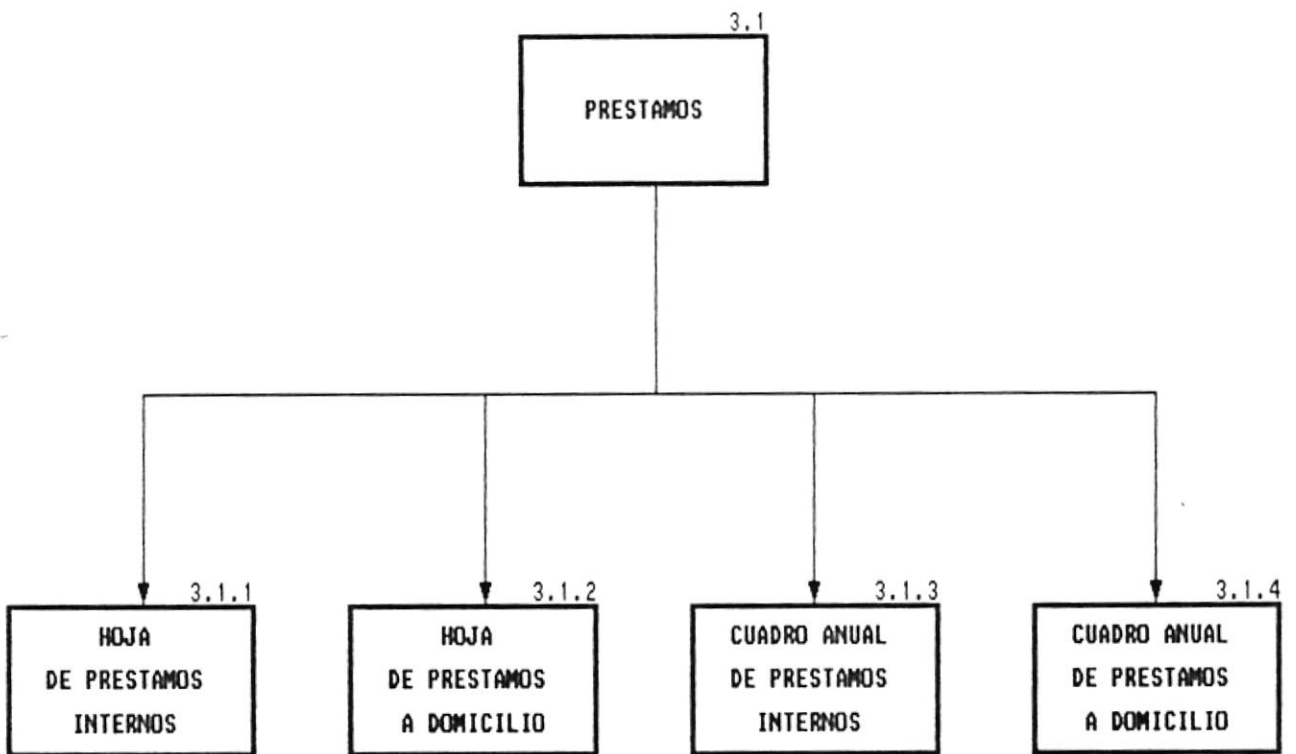 3.1
PRESTAMOS
3.1.1
HOJA
DE PRESTAMOS
INTERNOS
3.1.2
HOJA
DE PRESTAMOS
A DOMICILIO
3.1.3
CUADRO ANUAL
DE PRESTAMOS
INTERNOS
3.1.4
CUADRO ANUAL
DE PRESTAMOS
A DOMICILIO